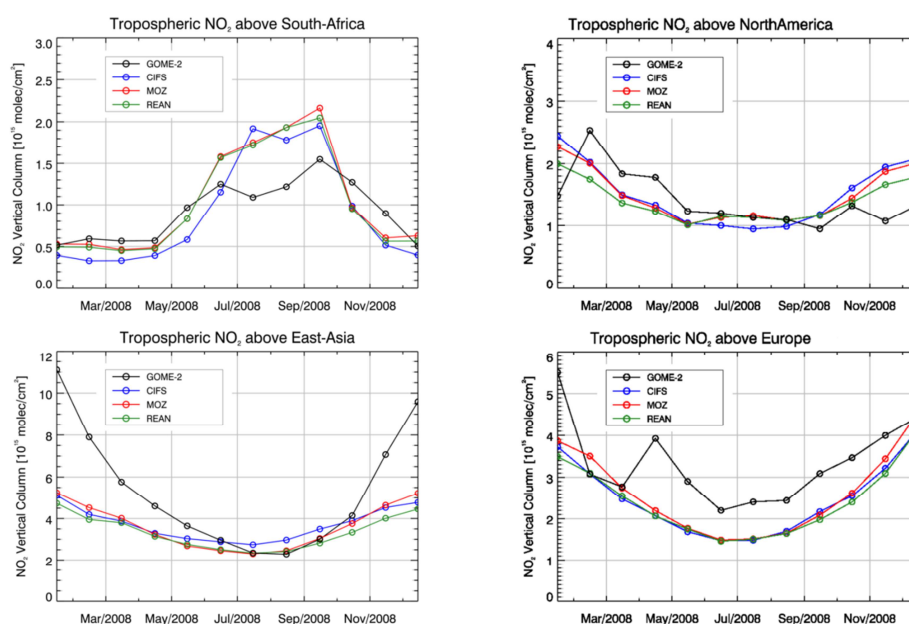 Tropospheric NO₂ above South-Africa
NO₂ Vertical Column [10¹⁵ molec/cm²]
3.0
2.5
2.0
1.5
1.0
0.5
0.0
GOME-2
CIFS
MOZ
REAN
Mar/2008 May/2008 Jul/2008 Sep/2008 Nov/2008
Tropospheric NO₂ above NorthAmerica
NO₂ Vertical Column [10¹⁵ molec/cm²]
4
3
2
1
0
GOME-2
CIFS
MOZ
REAN
Mar/2008 May/2008 Jul/2008 Sep/2008 Nov/2008
Tropospheric NO₂ above East-Asia
NO₂ Vertical Column [10¹⁵ molec/cm²]
12
10
8
6
4
2
0
GOME-2
CIFS
MOZ
REAN
Mar/2008 May/2008 Jul/2008 Sep/2008 Nov/2008
Tropospheric NO₂ above Europe
NO₂ Vertical Column [10¹⁵ molec/cm²]
6
5
4
3
2
1
0
GOME-2
CIFS
MOZ
REAN
Mar/2008 May/2008 Jul/2008 Sep/2008 Nov/2008